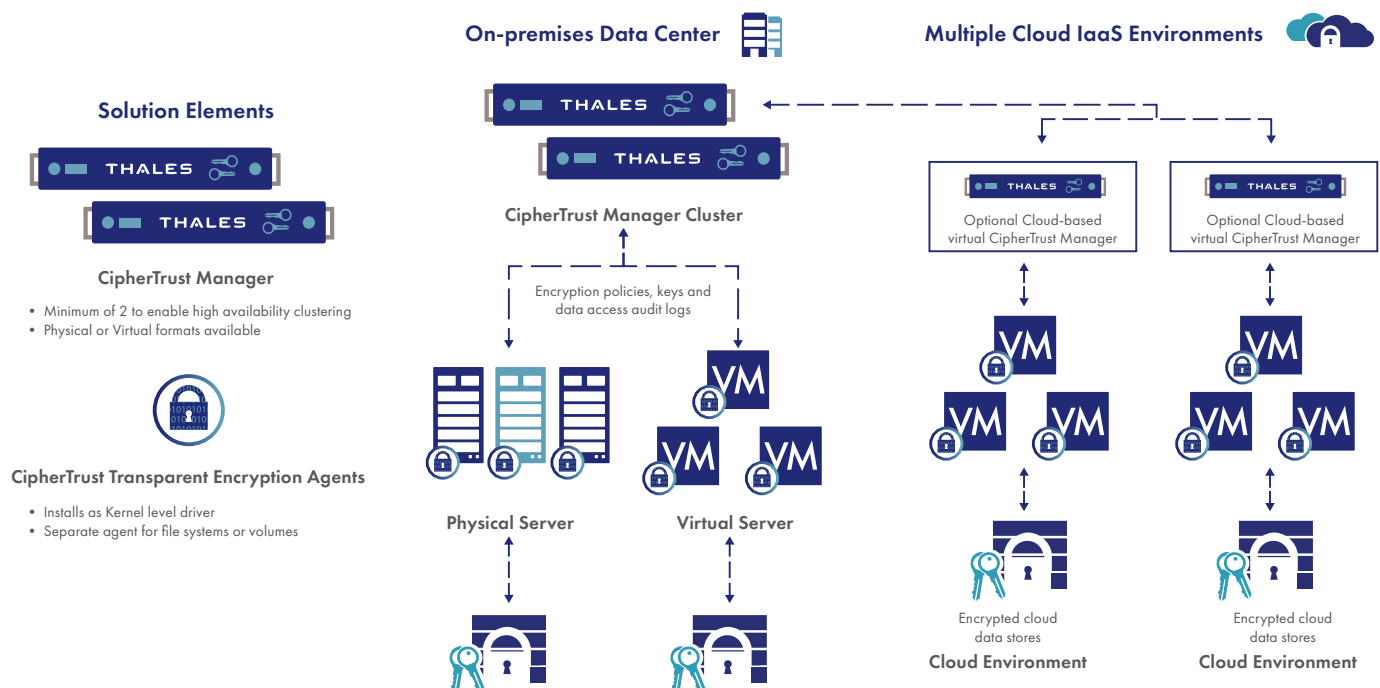 On-premises Data Center
Multiple Cloud IaaS Environments
Solution Elements
THALES
THALES
CipherTrust Manager
• Minimum of 2 to enable high availability clustering
• Physical or Virtual formats available
CipherTrust Transparent Encryption Agents
• Installs as Kernel level driver
• Separate agent for file systems or volumes
THALES
THALES
CipherTrust Manager Cluster
Encryption policies, keys and
data access audit logs
VM
VM
VM
Physical Server
Virtual Server
THALES
Optional Cloud-based
virtual CipherTrust Manager
VM
VM
VM
Encrypted cloud
data stores
Cloud Environment
THALES
Optional Cloud-based
virtual CipherTrust Manager
VM
VM
VM
Encrypted cloud
data stores
Cloud Environment